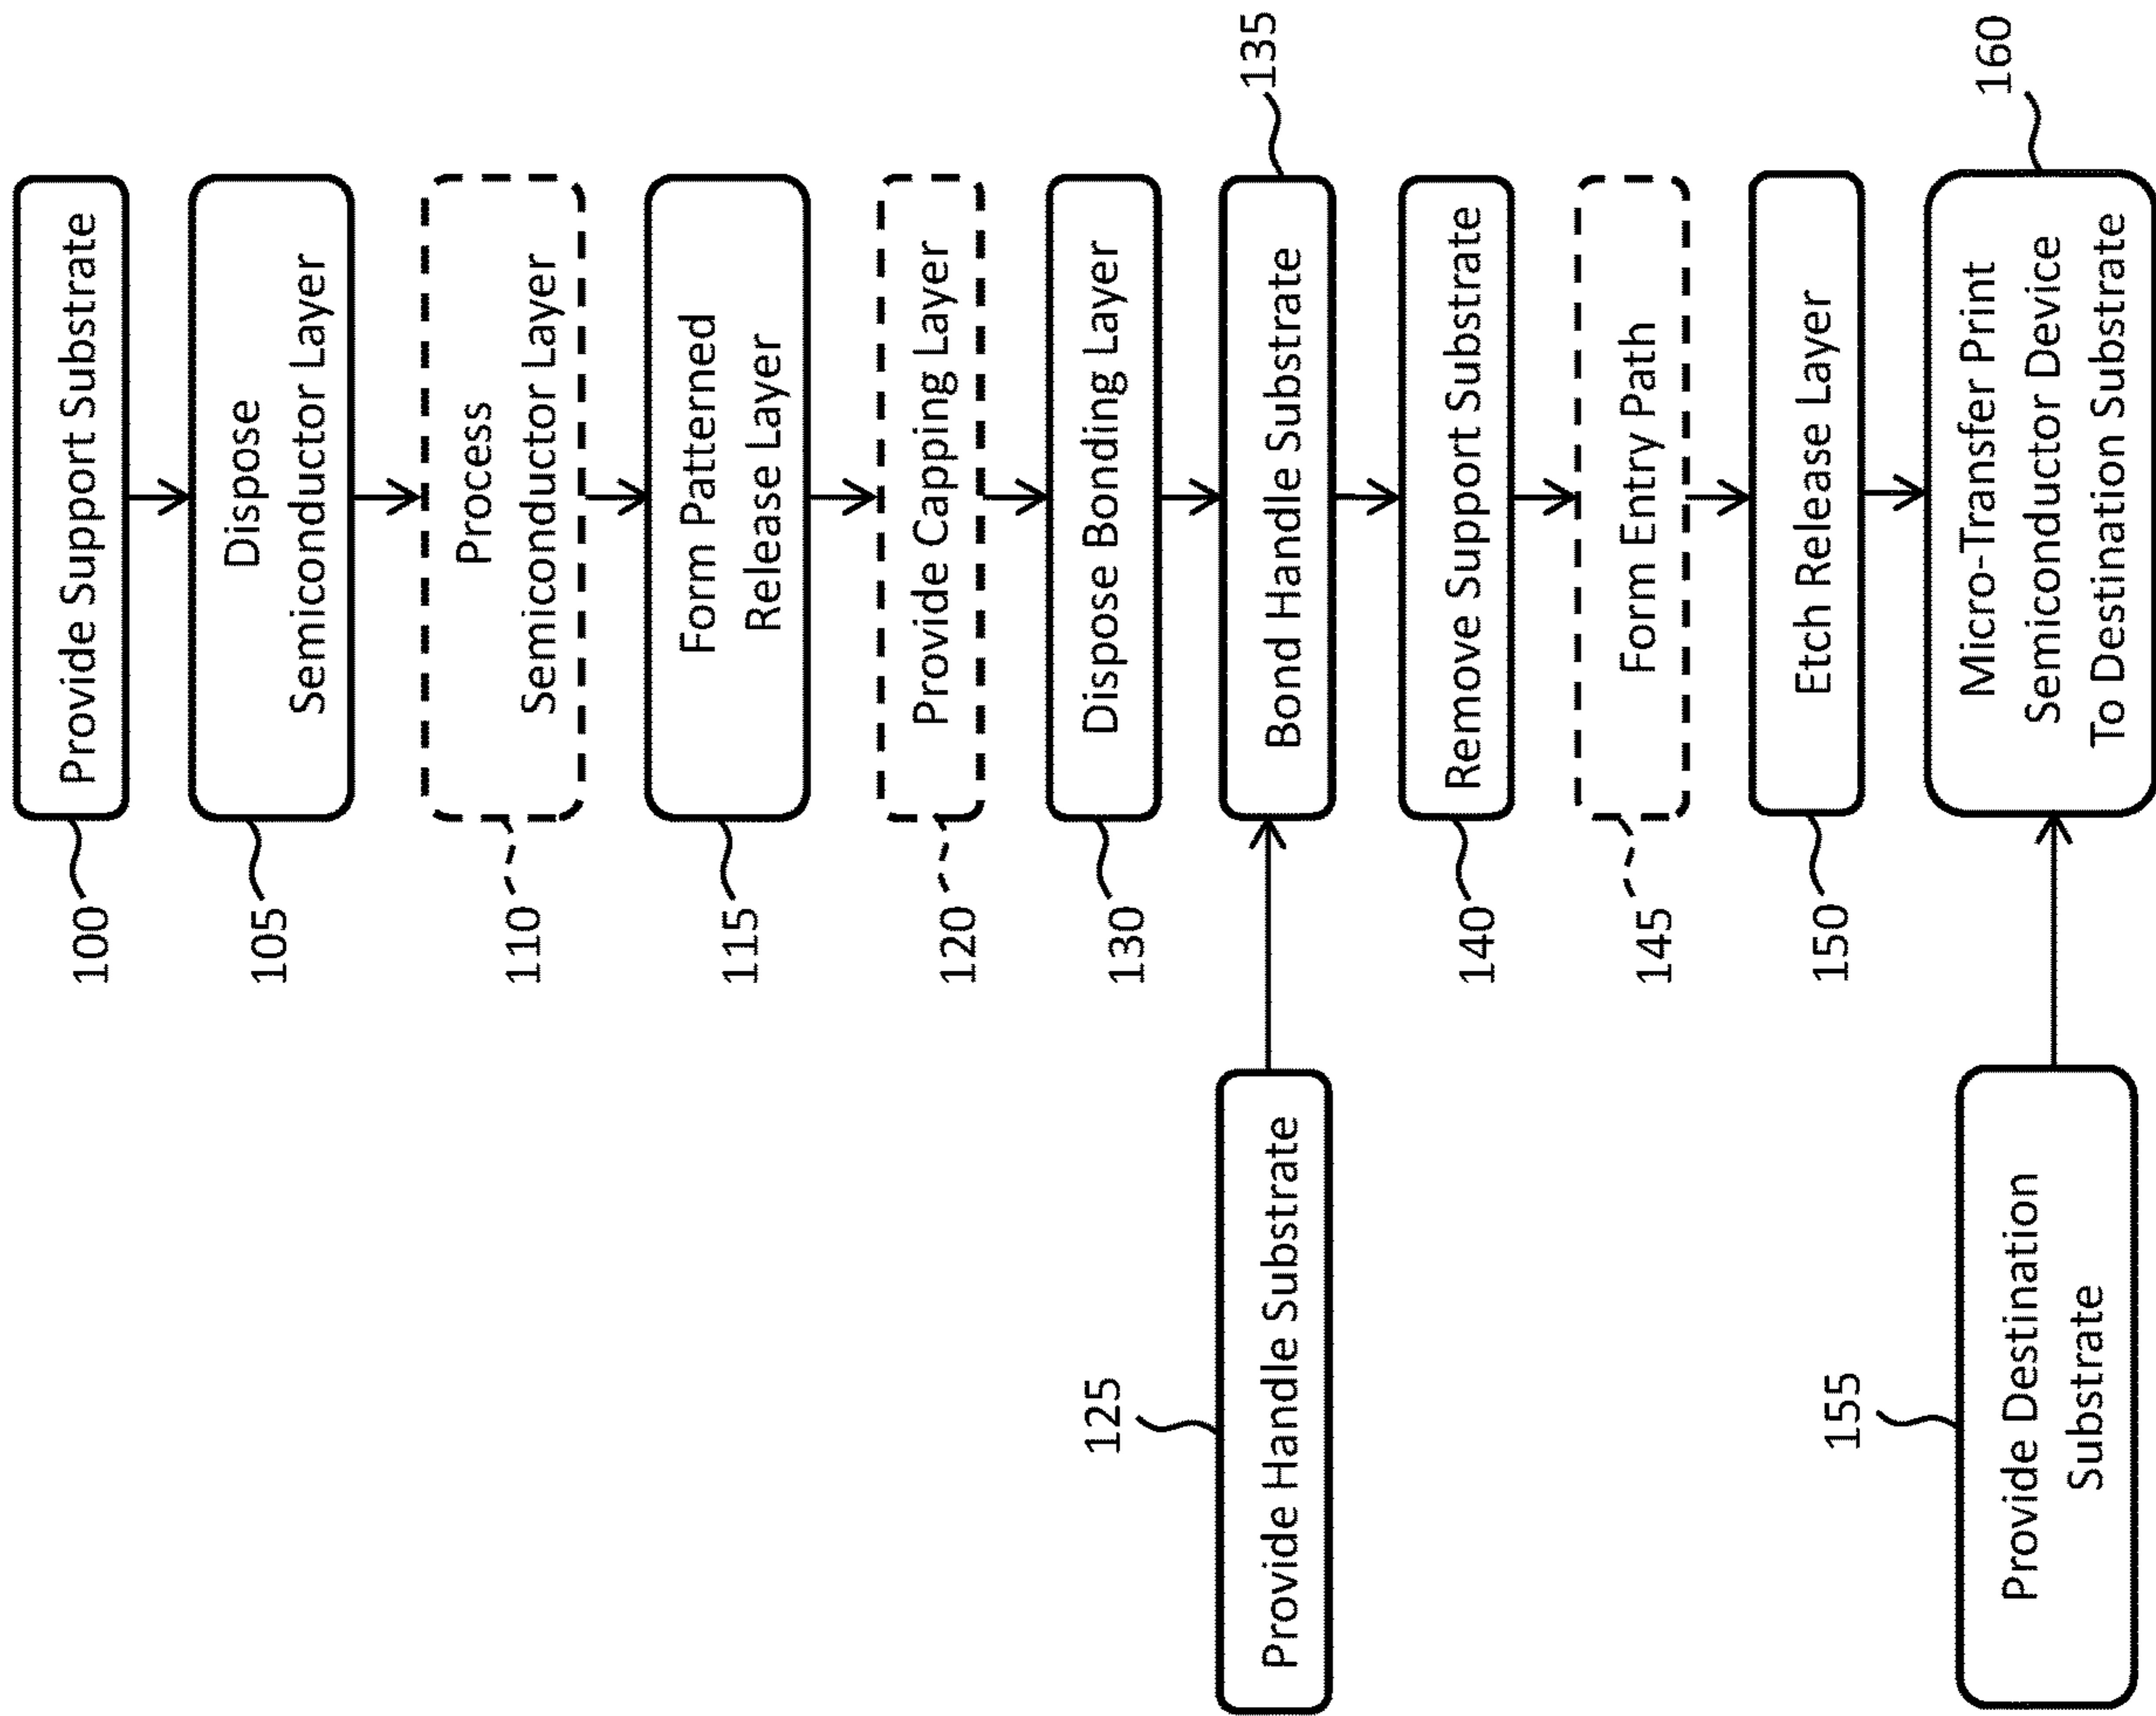 100
Provide Support Substrate
105
Dispose
Semiconductor Layer
110
Process
Semiconductor Layer
115
Form Patterned
Release Layer
120
Provide Capping Layer
130
Dispose Bonding Layer
125
Provide Handle Substrate
135
Bond Handle Substrate
140
Remove Support Substrate
145
Form Entry Path
150
Etch Release Layer
155
Provide Destination
Substrate
160
Micro-Transfer Print
Semiconductor Device
To Destination Substrate